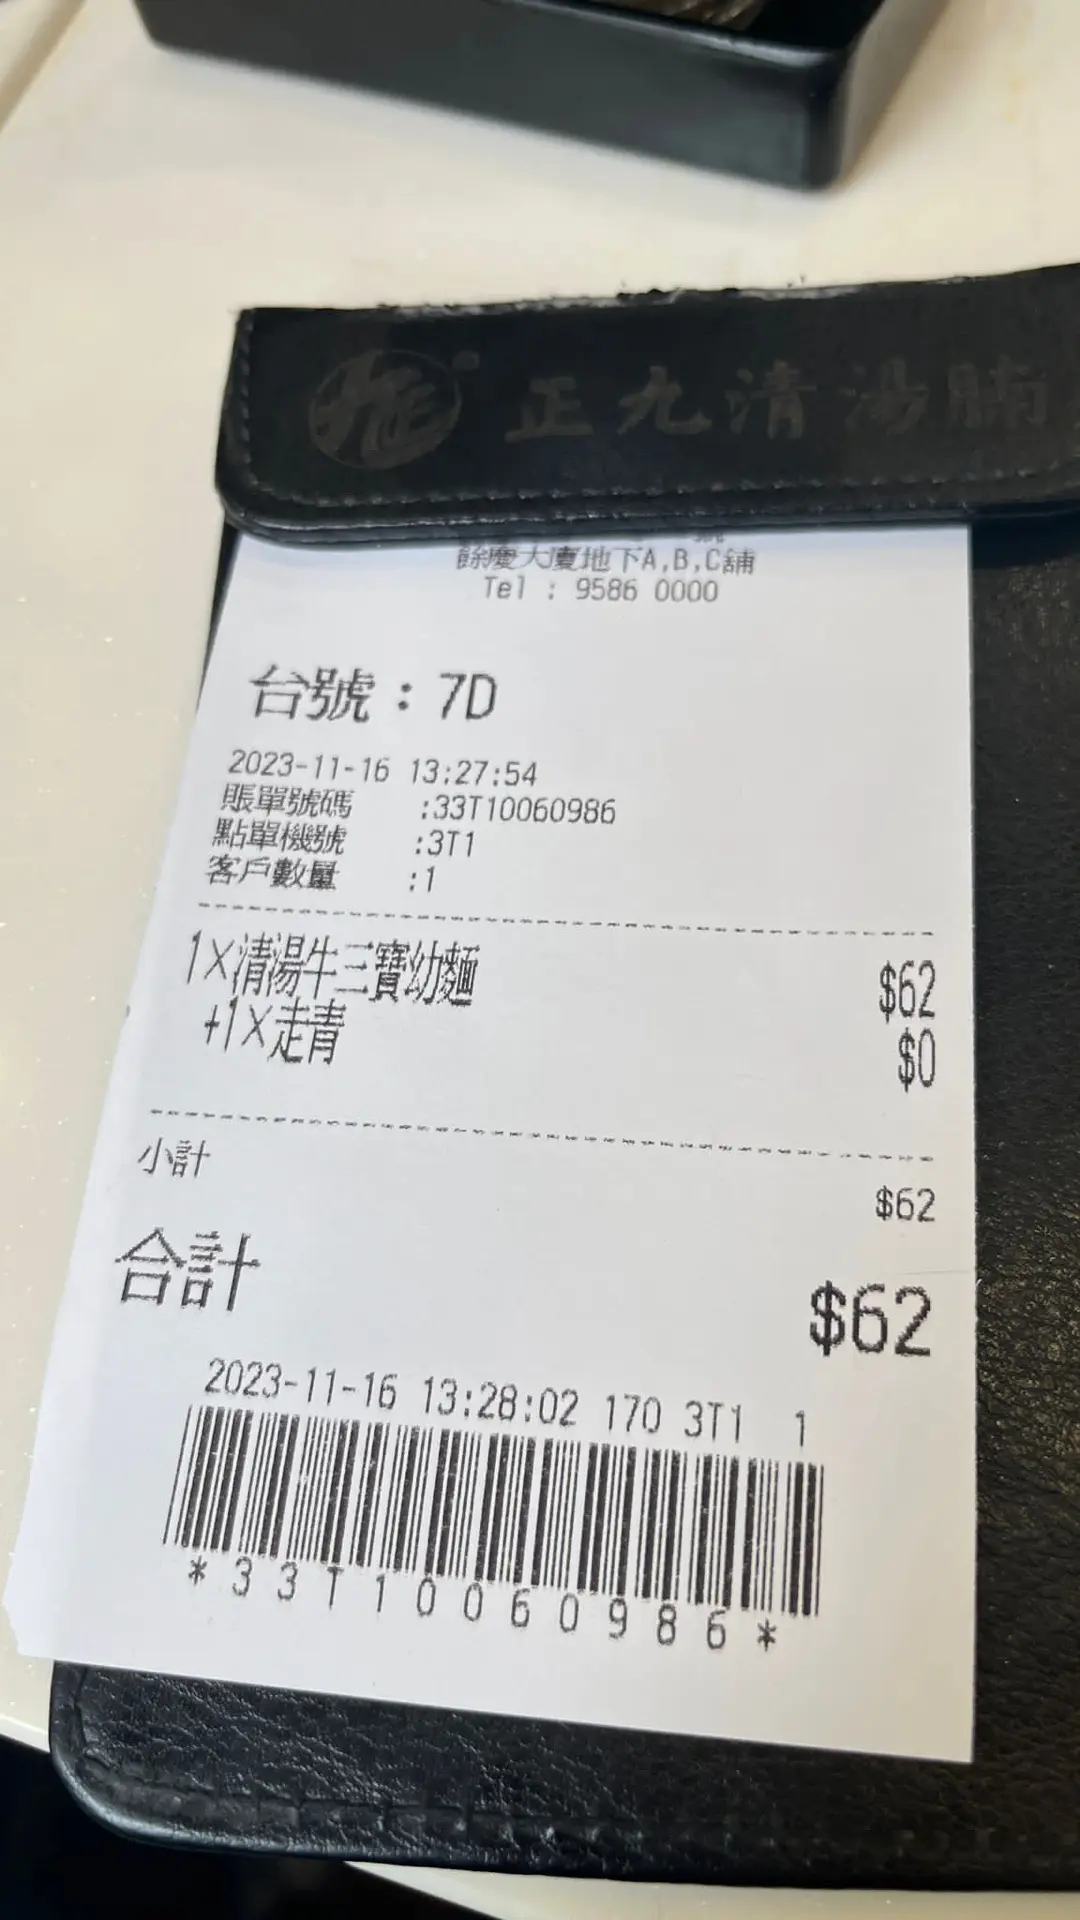 正九清湯腩
餘慶大廈地下A,B,C舖
Tel : 9586 0000
台號：7D
2023-11-16 13:27:54
賬單號碼 :33T10060986
點單機號 :3T1
客戶數量 :1
1×清湯牛三寶幼麵 $62
+1×走青 $0
小計 $62
合計 $62
2023-11-16 13:28:02 170 3T1 1
*33T10060986*